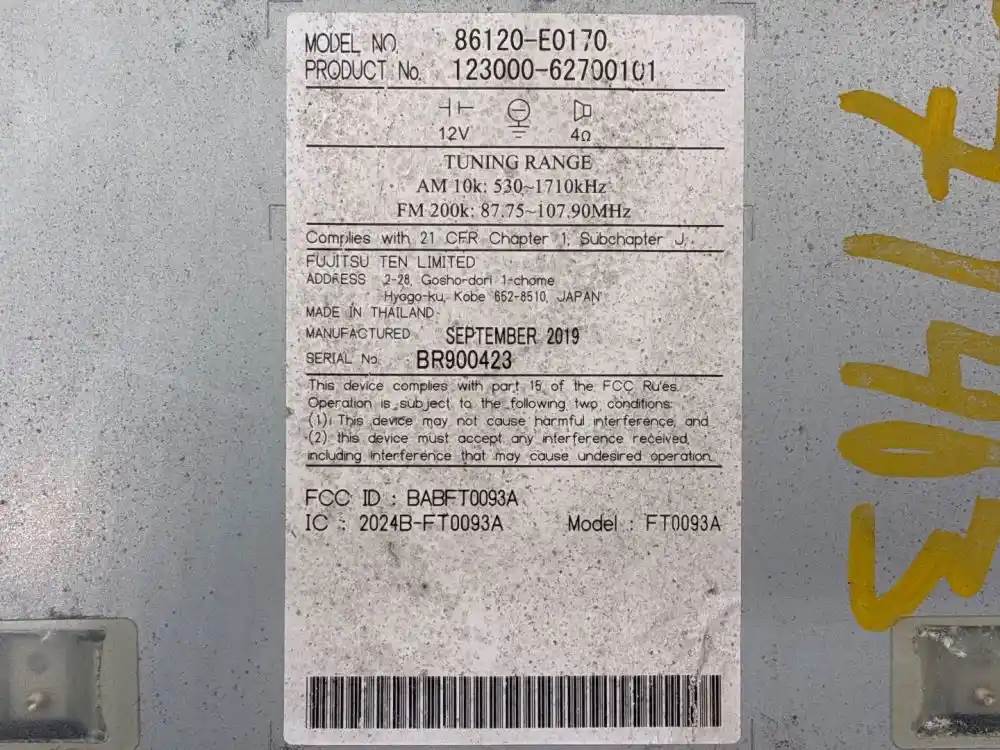 MODEL NO. 86120-E0170
PRODUCT No. 123000-62700101
12V 4Ω
TUNING RANGE
AM 10k: 530~1710kHz
FM 200k: 87.75~107.90MHz
Complies with 21 CFR Chapter 1, Subchapter J.
FUJITSU TEN LIMITED
ADDRESS 2-28, Gosho-dori 1-chome
Hyogo-ku, Kobe 652-8510, JAPAN
MADE IN THAILAND
MANUFACTURED SEPTEMBER 2019
SERIAL No. BR900423
This device complies with part 15 of the FCC Rules.
Operation is subject to the following two conditions:
(1) This device may not cause harmful interference, and
(2) this device must accept any interference received,
including interference that may cause undesired operation.
FCC ID : BABFT0093A
IC : 2024B-FT0093A Model : FT0093A